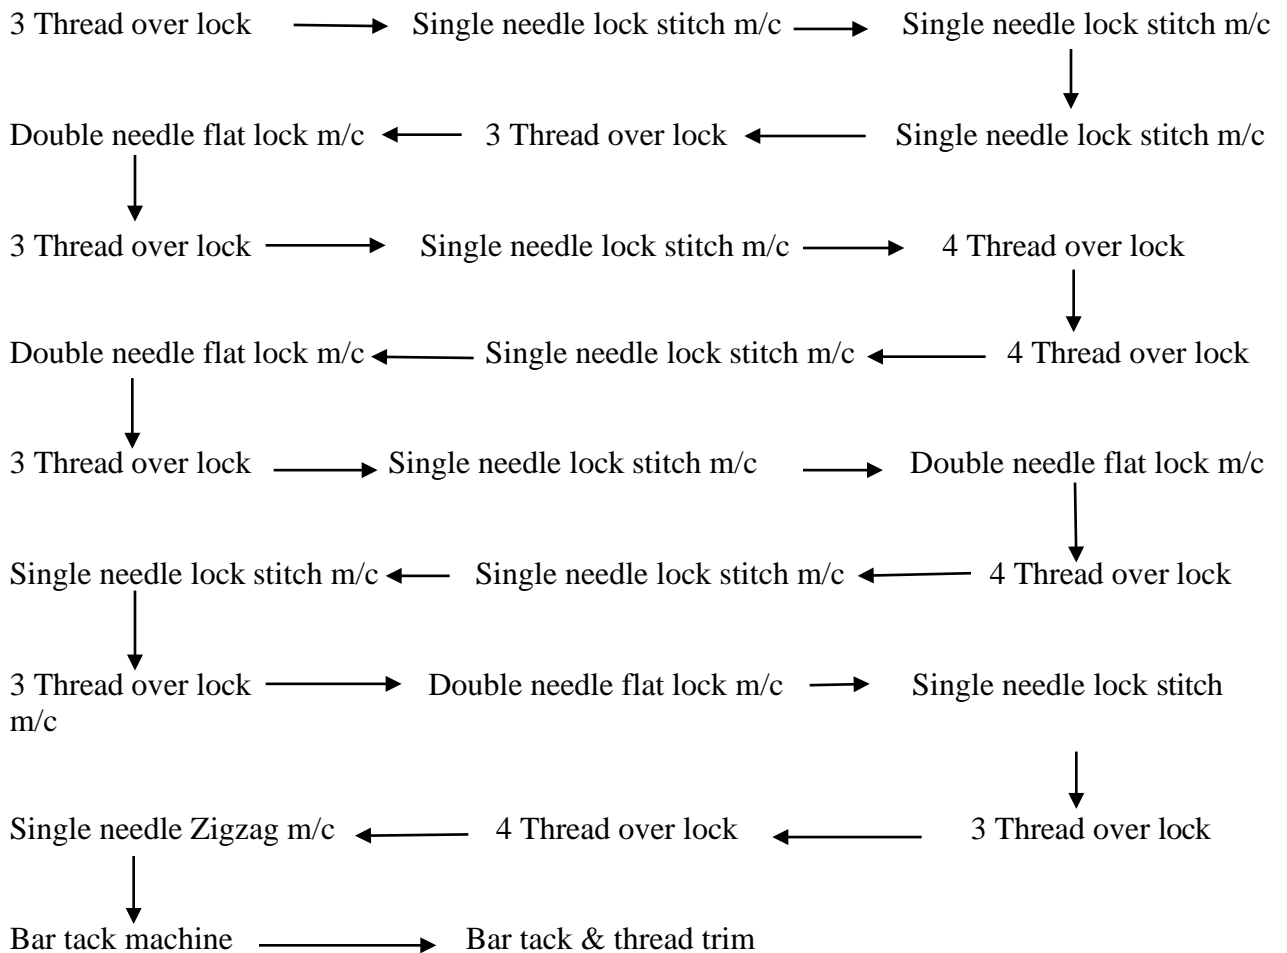 3 Thread over lock Single needle lock stitch m/c Single needle lock stitch m/c
Double needle flat lock m/c 3 Thread over lock Single needle lock stitch m/c
3 Thread over lock Single needle lock stitch m/c 4 Thread over lock
Double needle flat lock m/c Single needle lock stitch m/c 4 Thread over lock
3 Thread over lock Single needle lock stitch m/c Double needle flat lock m/c
Single needle lock stitch m/c Single needle lock stitch m/c 4 Thread over lock
3 Thread over lock Double needle flat lock m/c Single needle lock stitch
m/c
Single needle Zigzag m/c 4 Thread over lock 3 Thread over lock
Bar tack machine Bar tack & thread trim